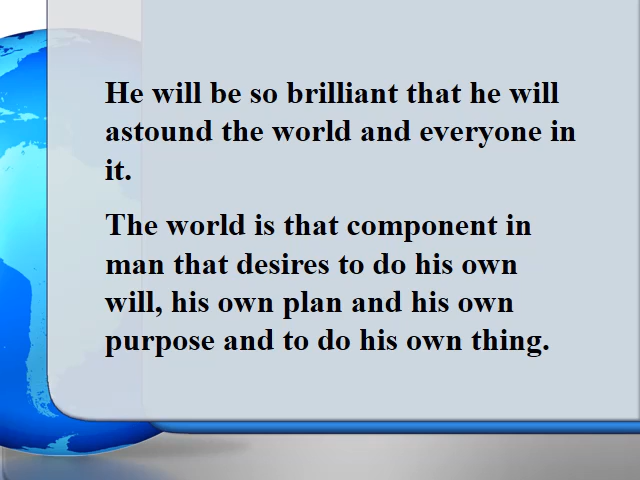 He will be so brilliant that he will
astound the world and everyone in
it.
The world is that component in
man that desires to do his own
will, his own plan and his own
purpose and to do his own thing.